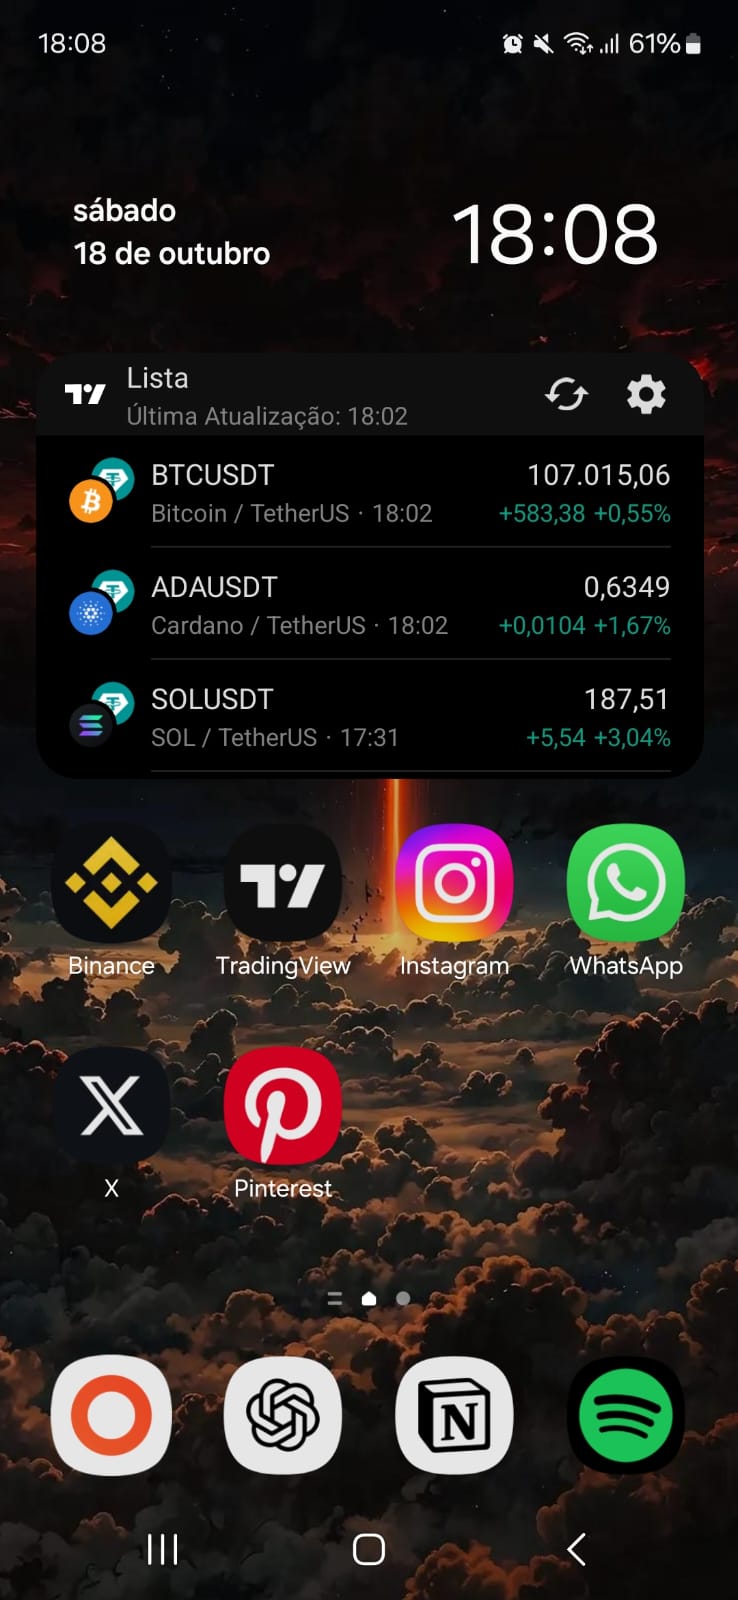 18:08
61%
sábado
18 de outubro
18:08
Lista
Última Atualização: 18:02
BTCUSDT
107.015,06
Bitcoin / TetherUS · 18:02
+583,38 +0,55%
ADAUSDT
0,6349
Cardano / TetherUS · 18:02
+0,0104 +1,67%
SOLUSDT
187,51
SOL / TetherUS · 17:31
+5,54 +3,04%
Binance
TradingView
Instagram
WhatsApp
X
Pinterest